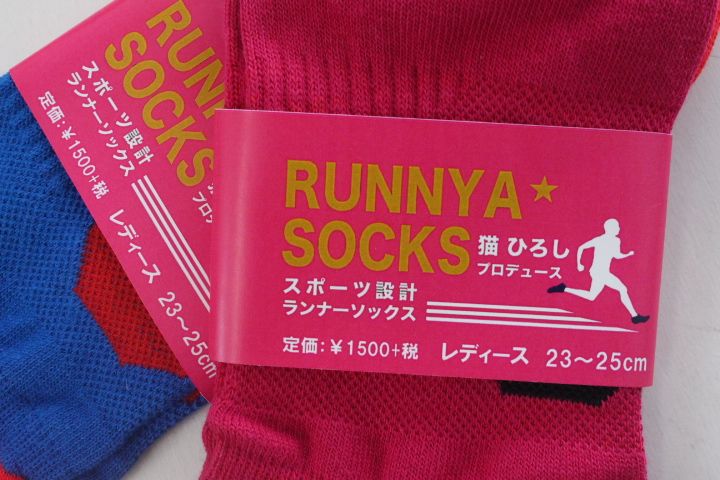 RUNNYA★
SOCKS 猫 ひろし
プロデュース
スポーツ設計
ランナーソックス
定価:¥1500+税 レディース 23~25cm
RUNNYA
SOCKS
スポーツ設計
ランナーソックス
定価:¥1500+税 レディース 23~25cm